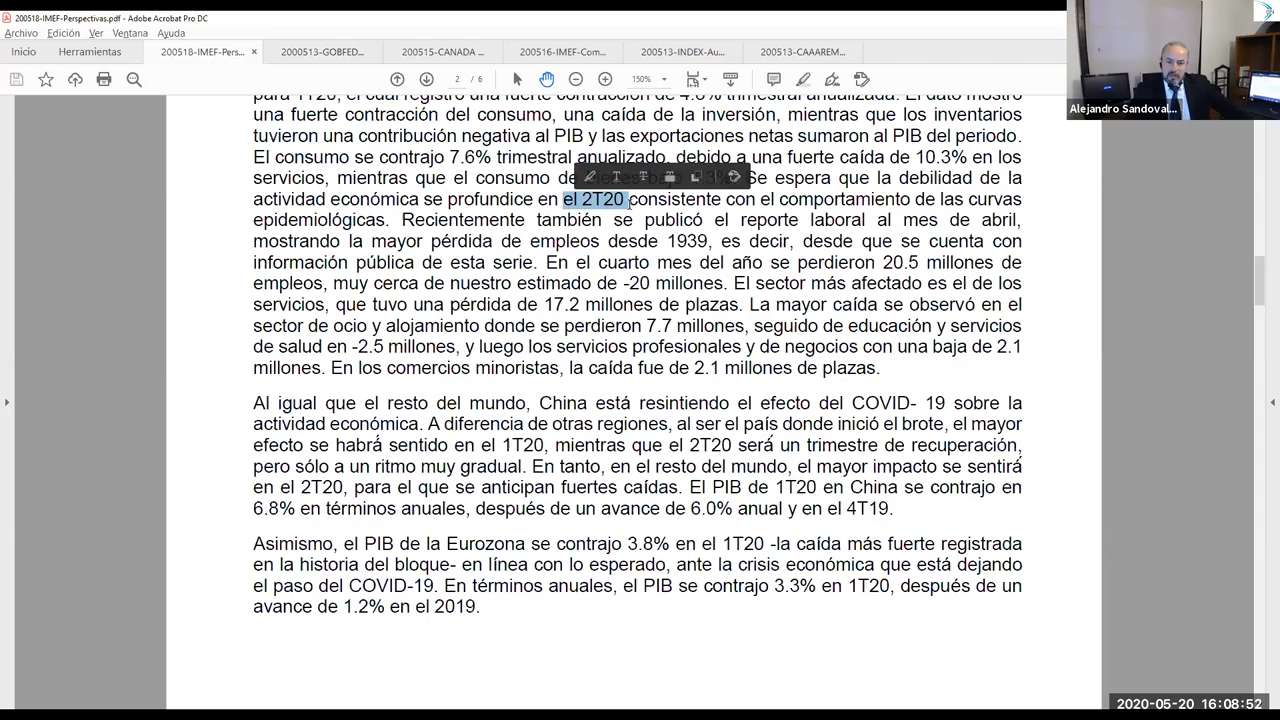 200518-IMEF-Perspectivas.pdf - Adobe Acrobat Pro DC
Archivo Edición Ver Ventana Ayuda
Inicio Herramientas 200518-IMEF-Pers... × 2000513-GOBFED... 200515-CANADA ... 200516-IMEF-Com... 200513-INDEX-Au... 200513-CAAAREM...
2 / 6 150%
Alejandro Sandoval...
para 1T20, el cual registró una fuerte contracción de 4.8% trimestral anualizada. El dato mostró
una fuerte contracción del consumo, una caída de la inversión, mientras que los inventarios
tuvieron una contribución negativa al PIB y las exportaciones netas sumaron al PIB del periodo.
El consumo se contrajo 7.6% trimestral anualizado, debido a una fuerte caída de 10.3% en los
servicios, mientras que el consumo de Se espera que la debilidad de la
actividad económica se profundice en el 2T20 consistente con el comportamiento de las curvas
epidemiológicas. Recientemente también se publicó el reporte laboral al mes de abril,
mostrando la mayor pérdida de empleos desde 1939, es decir, desde que se cuenta con
información pública de esta serie. En el cuarto mes del año se perdieron 20.5 millones de
empleos, muy cerca de nuestro estimado de -20 millones. El sector más afectado es el de los
servicios, que tuvo una pérdida de 17.2 millones de plazas. La mayor caída se observó en el
sector de ocio y alojamiento donde se perdieron 7.7 millones, seguido de educación y servicios
de salud en -2.5 millones, y luego los servicios profesionales y de negocios con una baja de 2.1
millones. En los comercios minoristas, la caída fue de 2.1 millones de plazas.
Al igual que el resto del mundo, China está resintiendo el efecto del COVID- 19 sobre la
actividad económica. A diferencia de otras regiones, al ser el país donde inició el brote, el mayor
efecto se habrá sentido en el 1T20, mientras que el 2T20 será un trimestre de recuperación,
pero sólo a un ritmo muy gradual. En tanto, en el resto del mundo, el mayor impacto se sentirá
en el 2T20, para el que se anticipan fuertes caídas. El PIB de 1T20 en China se contrajo en
6.8% en términos anuales, después de un avance de 6.0% anual y en el 4T19.
Asimismo, el PIB de la Eurozona se contrajo 3.8% en el 1T20 -la caída más fuerte registrada
en la historia del bloque- en línea con lo esperado, ante la crisis económica que está dejando
el paso del COVID-19. En términos anuales, el PIB se contrajo 3.3% en 1T20, después de un
avance de 1.2% en el 2019.
2020-05-20 16:08:52